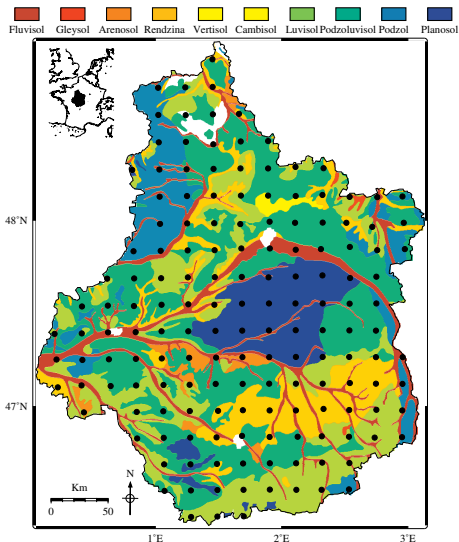 Fluvisol Gleysol Arenosol Rendzina Vertisol Cambisol Luvisol Podzoluvisol Podzol Planosol
48°N
47°N
Km
0 50
N
1°E 2°E 3°E